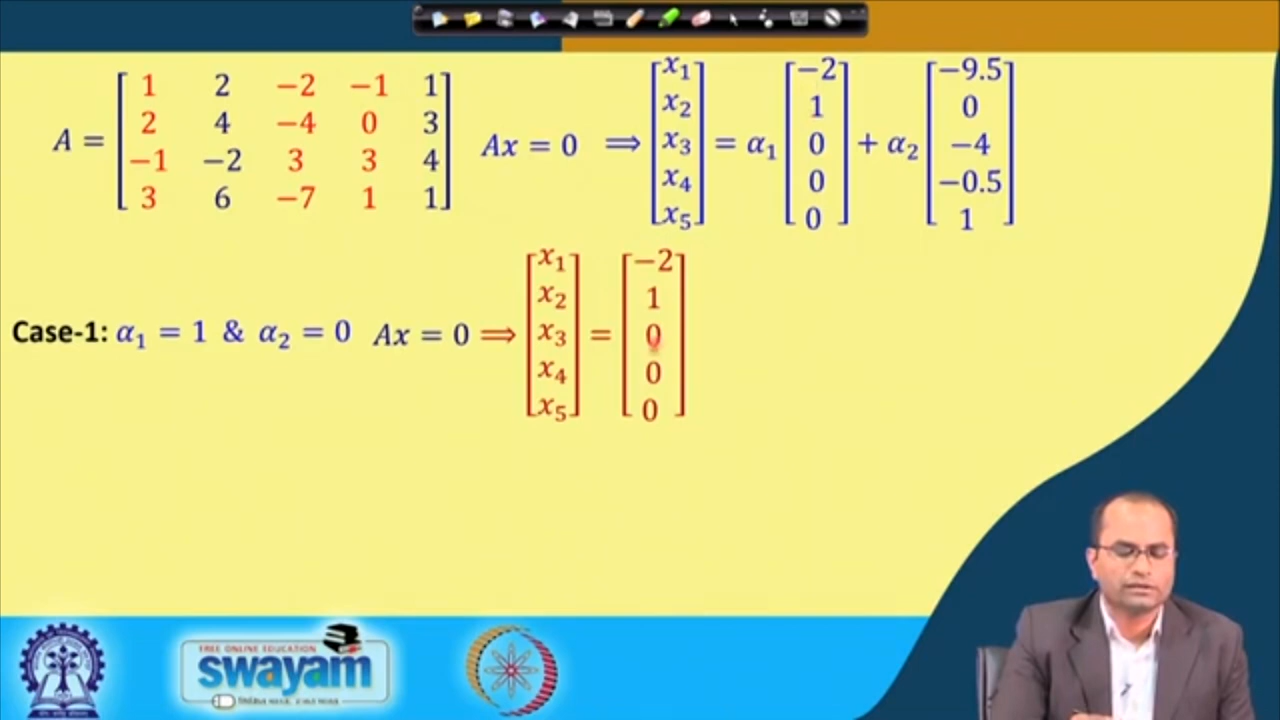 A = [1 2 −2 −1 1; 2 4 −4 0 3; −1 −2 3 3 4; 3 6 −7 1 1] Ax = 0 ⟹ [x₁; x₂; x₃; x₄; x₅] = α₁ [−2; 1; 0; 0; 0] + α₂ [−9.5; 0; −4; −0.5; 1]
Case-1: α₁ = 1 & α₂ = 0 Ax = 0 ⟹ [x₁; x₂; x₃; x₄; x₅] = [−2; 1; 0; 0; 0]
FREE ONLINE EDUCATION
swayam